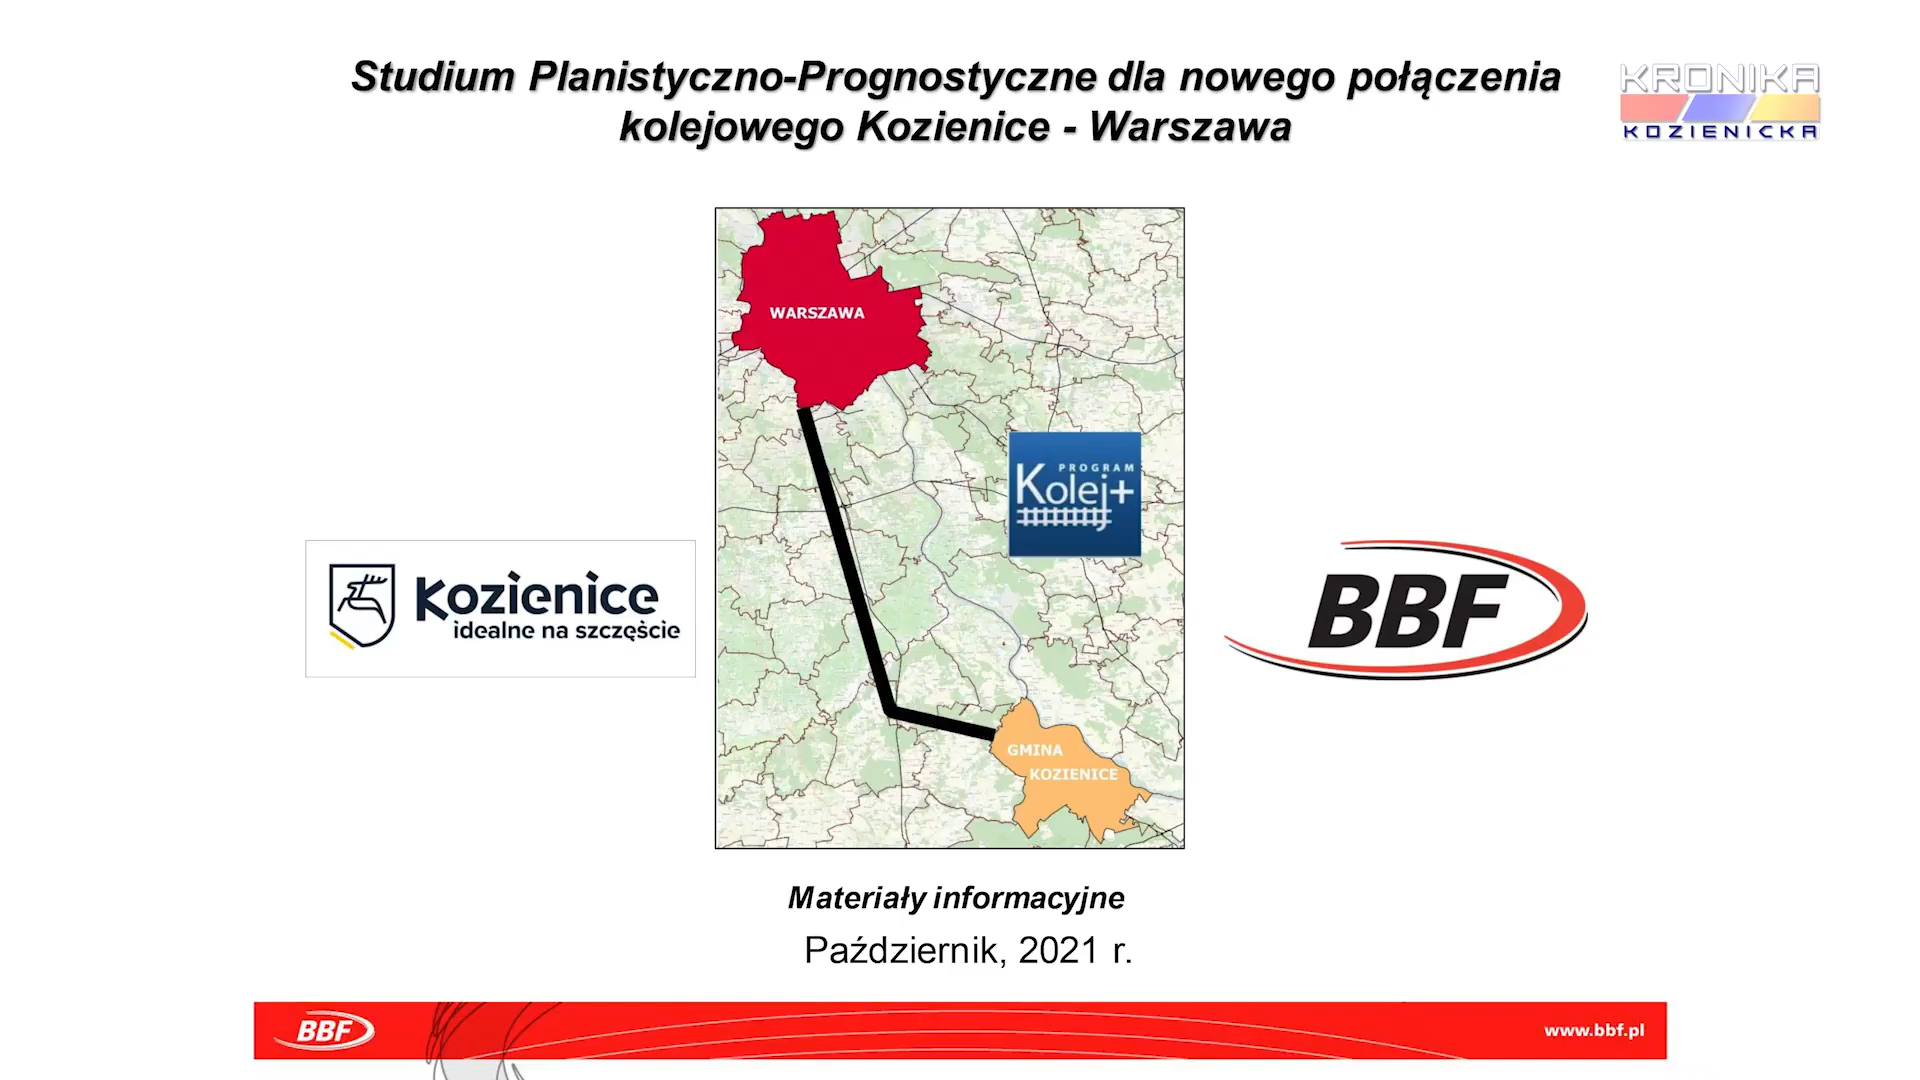 Studium Planistyczno-Prognostyczne dla nowego połączenia
kolejowego Kozienice - Warszawa
KRONIKA
KOZIENICKA
WARSZAWA
PROGRAM
Kolej+
Kozienice
idealne na szczęście
BBF
GMINA
KOZIENICE
Materiały informacyjne
Październik, 2021 r.
BBF
www.bbf.pl